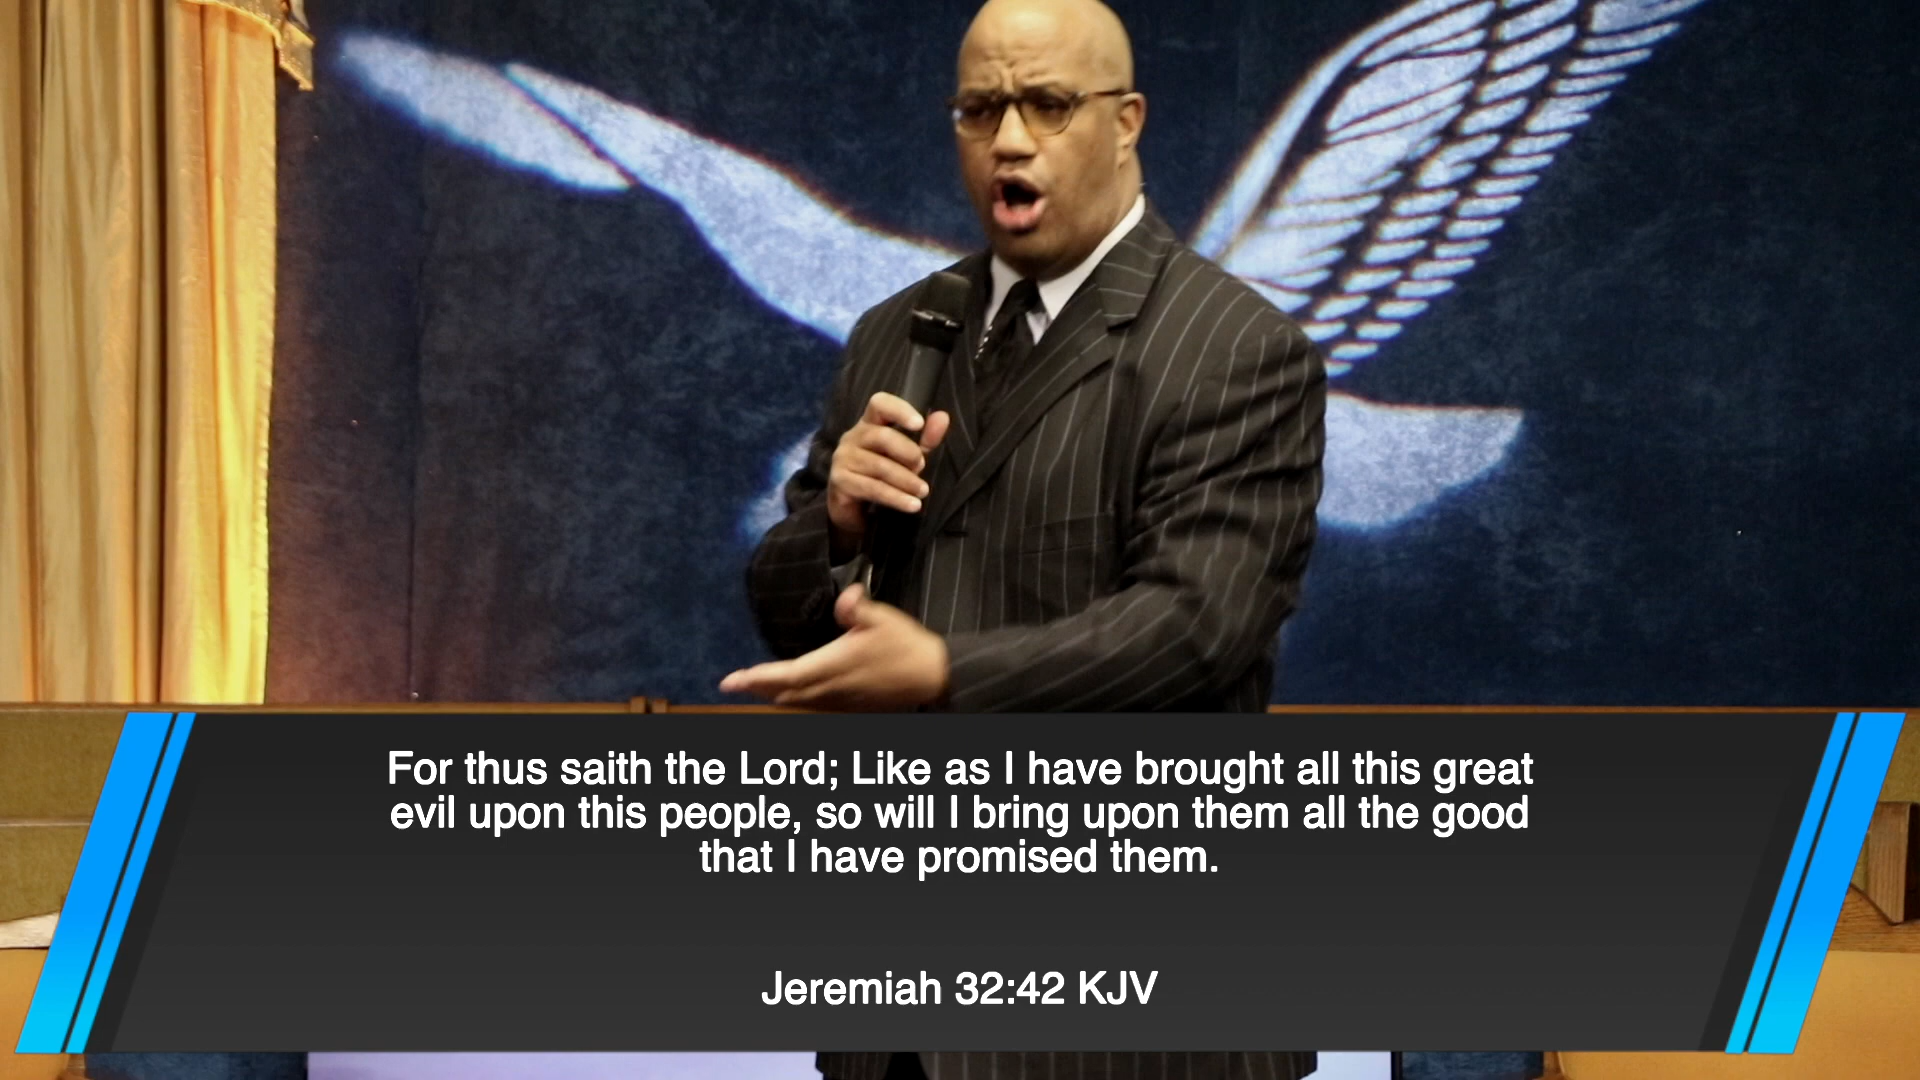 For thus saith the Lord; Like as I have brought all this great
evil upon this people, so will I bring upon them all the good
that I have promised them.
Jeremiah 32:42 KJV